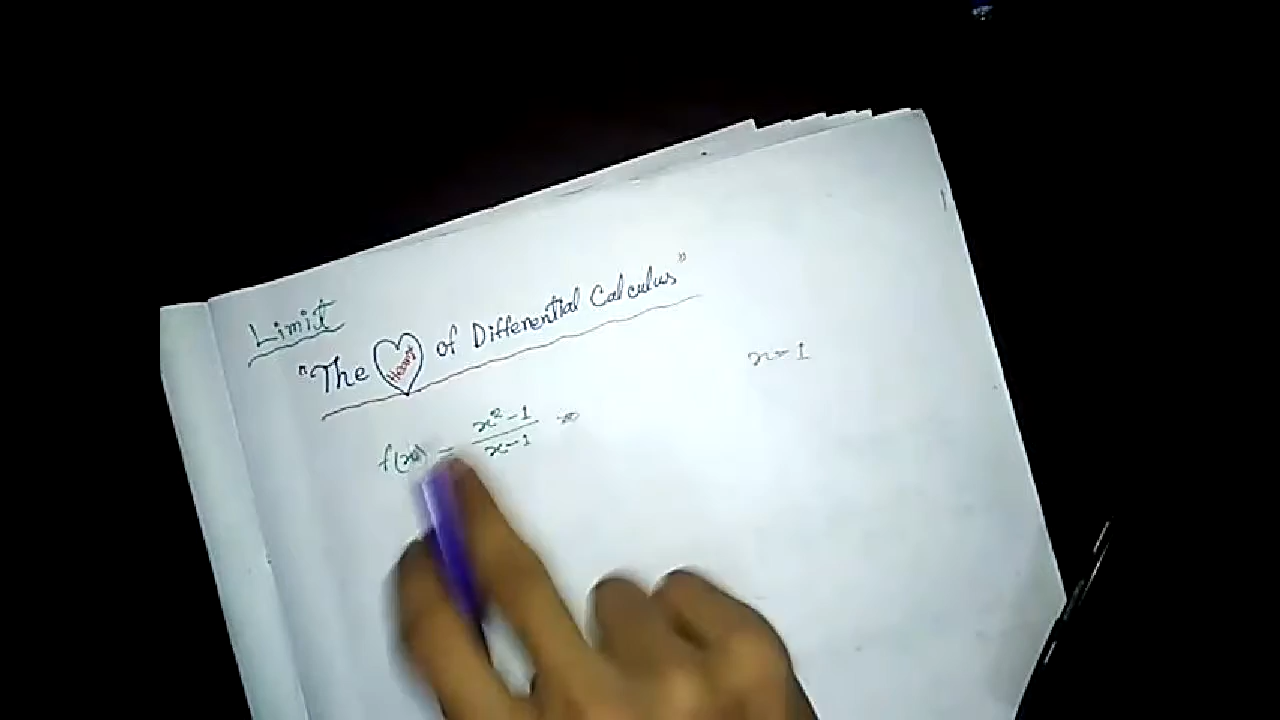 Limit
"The Heart of Differential Calculus"
x = 1
f(x) = x² - 1 / x - 1 ⇒